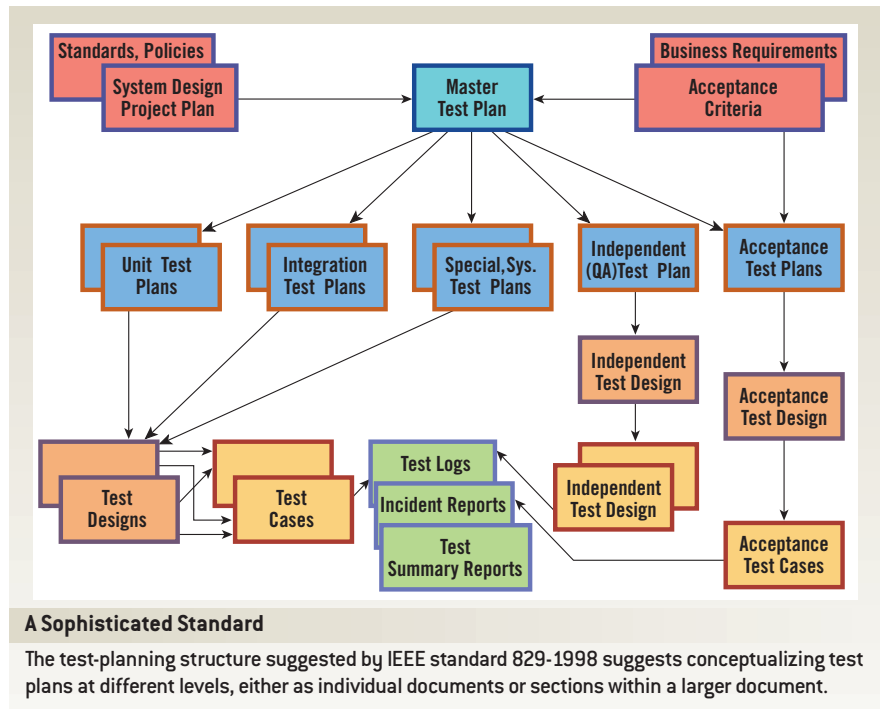 Standards, Policies
System Design
Project Plan
Master
Test Plan
Business Requirements
Acceptance
Criteria
Unit Test
Plans
Integration
Test Plans
Special,Sys.
Test Plans
Independent
(QA)Test Plan
Acceptance
Test Plans
Independent
Test Design
Acceptance
Test Design
Test
Designs
Test
Cases
Test Logs
Incident Reports
Test
Summary Reports
Independent
Test Design
Acceptance
Test Cases
A Sophisticated Standard
The test-planning structure suggested by IEEE standard 829-1998 suggests conceptualizing test
plans at different levels, either as individual documents or sections within a larger document.